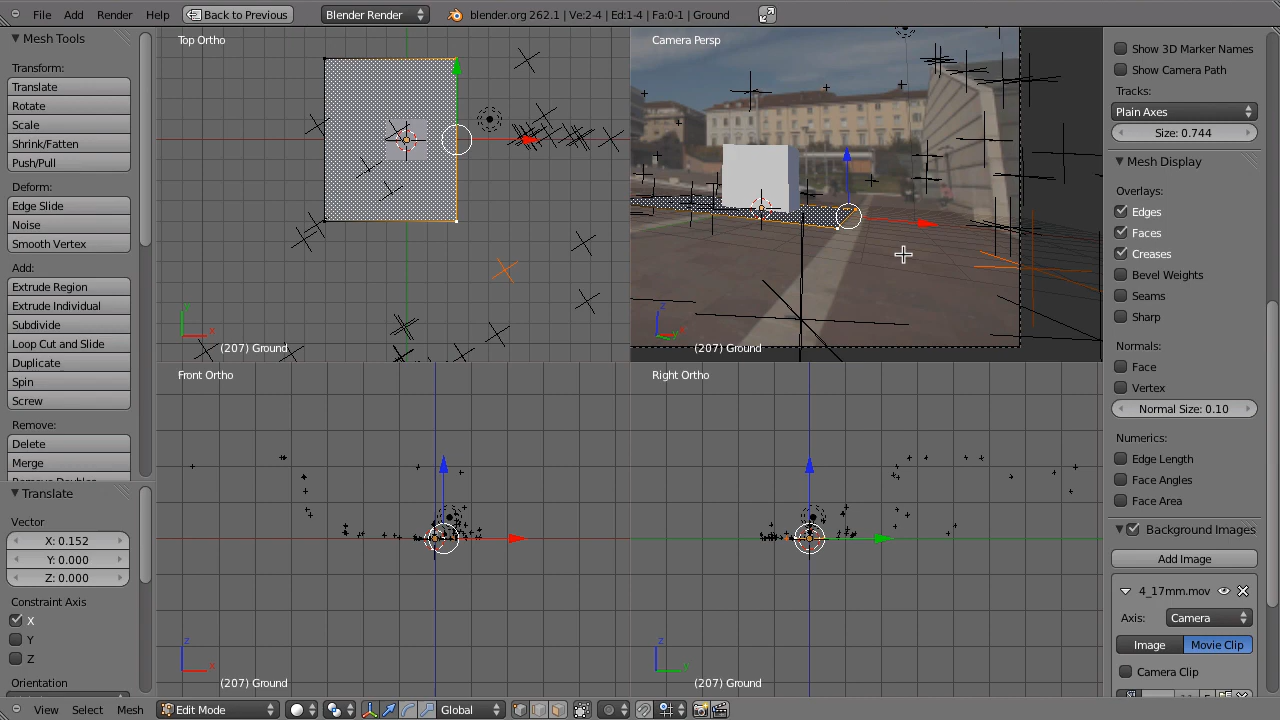 File Add Render Help Back to Previous Blender Render blender.org 262.1 | Ve:2-4 | Ed:1-4 | Fa:0-1 | Ground
Mesh Tools
Transform:
Translate
Rotate
Scale
Shrink/Fatten
Push/Pull
Deform:
Edge Slide
Noise
Smooth Vertex
Add:
Extrude Region
Extrude Individual
Subdivide
Loop Cut and Slide
Duplicate
Spin
Screw
Remove:
Delete
Merge
Translate
Vector
X: 0.152
Y: 0.000
Z: 0.000
Constraint Axis
X
Y
Z
Orientation
Top Ortho
y
x
(207) Ground
Camera Persp
z
(207) Ground
Front Ortho
z
x
(207) Ground
Right Ortho
z
y
(207) Ground
Show 3D Marker Names
Show Camera Path
Tracks:
Plain Axes
Size: 0.744
Mesh Display
Overlays:
Edges
Faces
Creases
Bevel Weights
Seams
Sharp
Normals:
Face
Vertex
Normal Size: 0.10
Numerics:
Edge Length
Face Angles
Face Area
Background Images
Add Image
4_17mm.mov
Axis: Camera
Image Movie Clip
Camera Clip
View Select Mesh Edit Mode Global